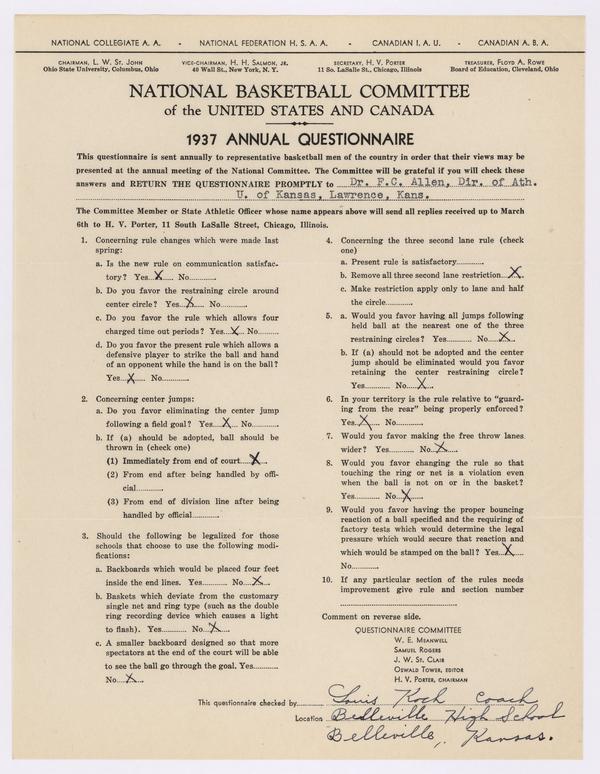 NATIONAL COLLEGIATE A. A. - NATIONAL FEDERATION H. S. A. A. - CANADIAN I. A. U. - CANADIAN A. B. A.
CHAIRMAN, L. W. ST. JOHN VICE-CHAIRMAN, H. H. SALMON, JR. SECRETARY, H. V. PORTER TREASURER, FLOYD A. ROWE
Ohio State University, Columbus, Ohio 40 Wall St., New York, N. Y. 11 So. LaSalle St., Chicago, Illinois Board of Education, Cleveland, Ohio
NATIONAL BASKETBALL COMMITTEE
of the UNITED STATES AND CANADA
1937 ANNUAL QUESTIONNAIRE
This questionnaire is sent annually to representative basketball men of the country in order that their views may be
presented at the annual meeting of the National Committee. The Committee will be grateful if you will check these
answers and RETURN THE QUESTIONNAIRE PROMPTLY to Dr. F.C. Allen, Dir. of Ath.
U. of Kansas, Lawrence, Kans.
The Committee Member or State Athletic Officer whose name appears above will send all replies received up to March
6th to H. V. Porter, 11 South LaSalle Street, Chicago, Illinois.
1. Concerning rule changes which were made last
spring:
a. Is the new rule on communication satisfac-
tory? Yes...X..... No............
b. Do you favor the restraining circle around
center circle? Yes...X..... No............
c. Do you favor the rule which allows four
charged time out periods? Yes...X.... No..........
d. Do you favor the present rule which allows a
defensive player to strike the ball and hand
of an opponent while the hand is on the ball?
Yes....X..... No............
2. Concerning center jumps:
a. Do you favor eliminating the center jump
following a field goal? Yes....X.... No...........
b. If (a) should be adopted, ball should be
thrown in (check one)
(1) Immediately from end of court....X....
(2) From end after being handled by offi-
cial............
(3) From end of division line after being
handled by official............
3. Should the following be legalized for those
schools that choose to use the following modi-
fications:
a. Backboards which would be placed four feet
inside the end lines. Yes............ No....X....
b. Baskets which deviate from the customary
single net and ring type (such as the double
ring recording device which causes a light
to flash). Yes............ No....X....
c. A smaller backboard designed so that more
spectators at the end of the court will be able
to see the ball go through the goal. Yes............
No....X....
4. Concerning the three second lane rule (check
one)
a. Present rule is satisfactory............
b. Remove all three second lane restriction....X....
c. Make restriction apply only to lane and half
the circle............
5. a. Would you favor having all jumps following
held ball at the nearest one of the three
restraining circles? Yes............ No....X....
b. If (a) should not be adopted and the center
jump should be eliminated would you favor
retaining the center restraining circle?
Yes............ No....X....
6. In your territory is the rule relative to "guard-
ing from the rear" being properly enforced?
Yes....X.... No............
7. Would you favor making the free throw lanes
wider? Yes............ No....X....
8. Would you favor changing the rule so that
touching the ring or net is a violation even
when the ball is not on or in the basket?
Yes............ No....X....
9. Would you favor having the proper bouncing
reaction of a ball specified and the requiring of
factory tests which would determine the legal
pressure which would secure that reaction and
which would be stamped on the ball? Yes....X....
No............
10. If any particular section of the rules needs
improvement give rule and section number
............................................
Comment on reverse side.
QUESTIONNAIRE COMMITTEE
W. E. MEANWELL
SAMUEL ROGERS
J. W. ST. CLAIR
OSWALD TOWER, EDITOR
H. V. PORTER, CHAIRMAN
This questionnaire checked by Louis Koch Coach
Location Belleville High School
Belleville, Kansas.